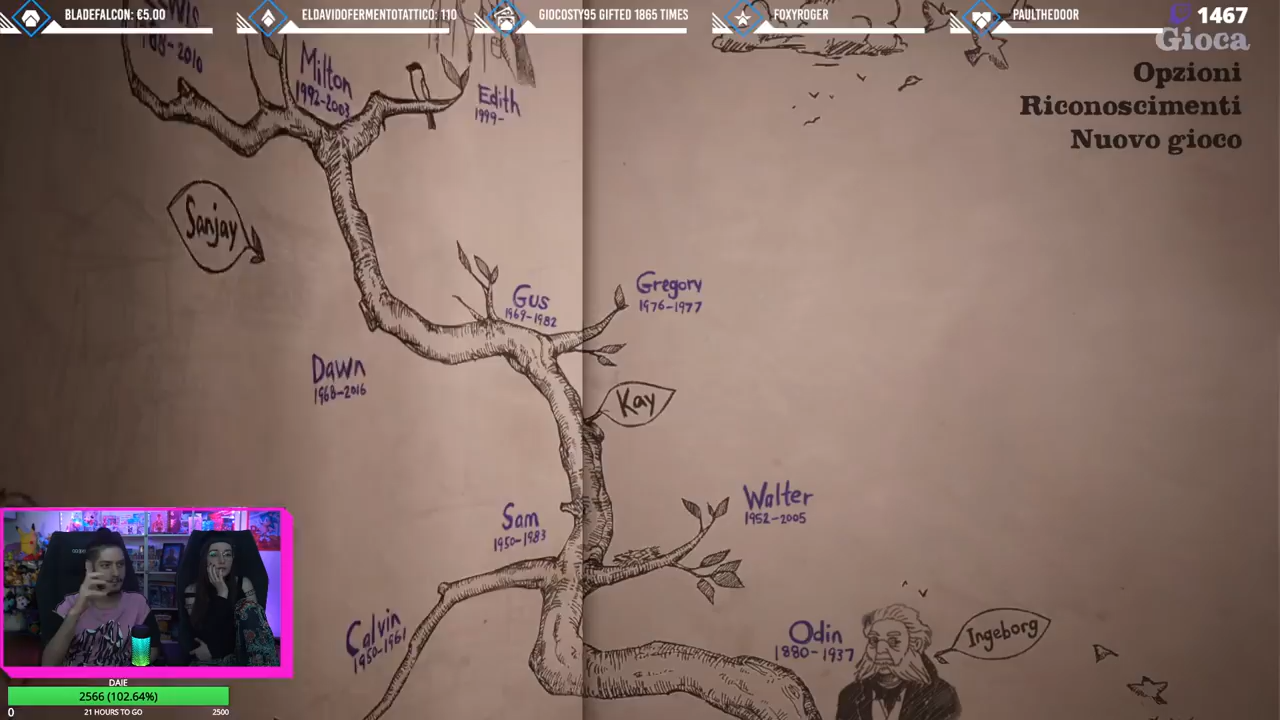 BLADEFALCON: €5.00
ELDAVIDOFERMENTOTATTICO: 110
GIOCOSTY95 GIFTED 1865 TIMES
FOXYROGER
PAULTHEDOOR
1467
Gioca
Opzioni
Riconoscimenti
Nuovo gioco
Milton
1992-2003
Edith
1999-
Sanjay
Gus
1969-1982
Gregory
1976-1977
Dawn
1968-2016
Kay
Walter
1952-2005
Sam
1950-1983
Calvin
1950-1961
Odin
1880-1937
Ingeborg
DAIE
2566 (102.64%)
0
21 HOURS TO GO
2500